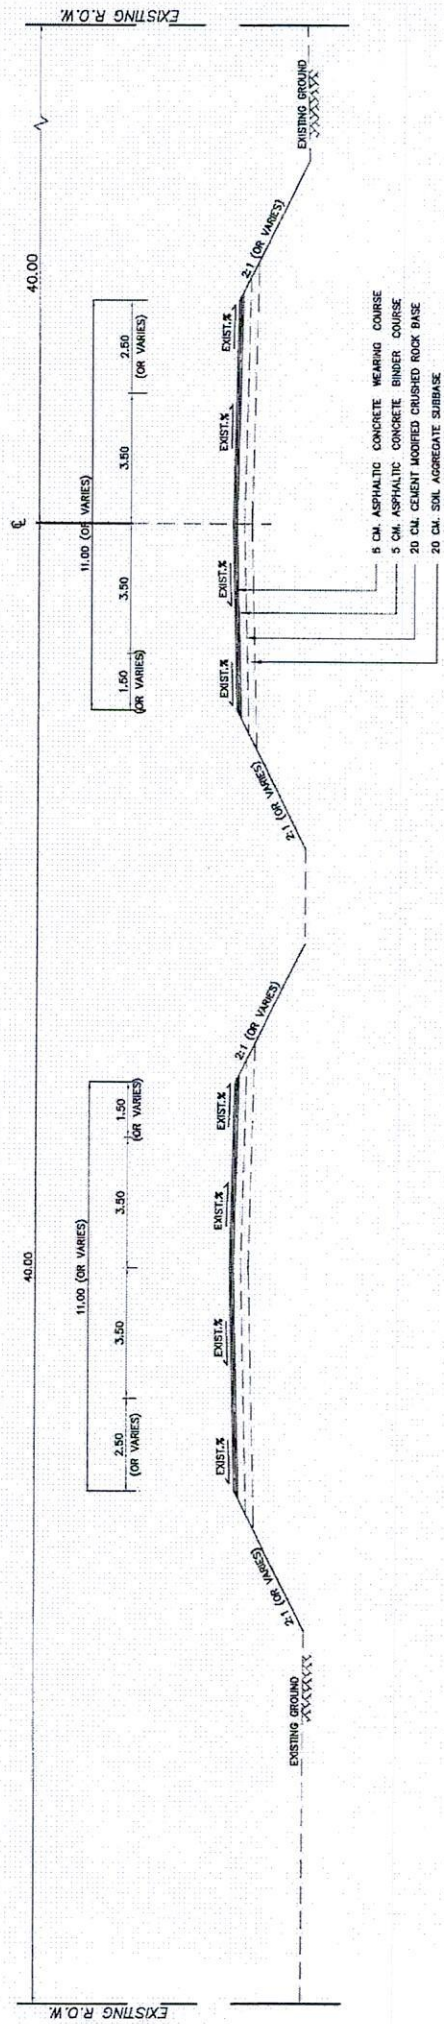 EXISTING R.O.W.
EXISTING R.O.W.
40.00
40.00
℄
11.00 (OR VARIES)
11.00 (OR VARIES)
2.50
(OR VARIES)
3.50
3.50
1.50
(OR VARIES)
1.50
(OR VARIES)
3.50
3.50
2.50
(OR VARIES)
EXIST.%
EXIST.%
EXIST.%
EXIST.%
EXIST.%
EXIST.%
EXIST.%
EXIST.%
2:1 (OR VARIES)
2:1 (OR VARIES)
2:1 (OR VARIES)
2:1 (OR VARIES)
EXISTING GROUND
EXISTING GROUND
5 CM. ASPHALTIC CONCRETE WEARING COURSE
5 CM. ASPHALTIC CONCRETE BINDER COURSE
20 CM. CEMENT MODIFIED CRUSHED ROCK BASE
20 CM. SOIL AGGREGATE SUBBASE